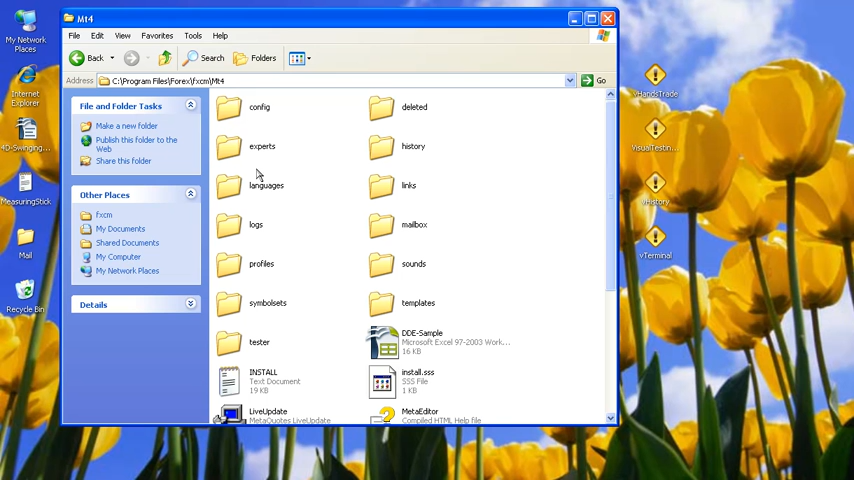 My Network
Places
Internet
Explorer
4D-Swinging...
MeasuringStick
Mail
Recycle Bin
Mt4
File Edit View Favorites Tools Help
Back Search Folders
Address C:\Program Files\Forex\fxcm\Mt4 Go
File and Folder Tasks
Make a new folder
Publish this folder to the
Web
Share this folder
Other Places
fxcm
My Documents
Shared Documents
My Computer
My Network Places
Details
config deleted
experts history
languages links
logs mailbox
profiles sounds
symbolsets templates
tester
DDE-Sample
Microsoft Excel 97-2003 Work...
16 KB
INSTALL
Text Document
19 KB
install.sss
SSS File
1 KB
LiveUpdate
MetaQuotes LiveUpdate
MetaEditor
Compiled HTML Help file
vHandsTrade
VisualTestin...
vHistory
vTerminal